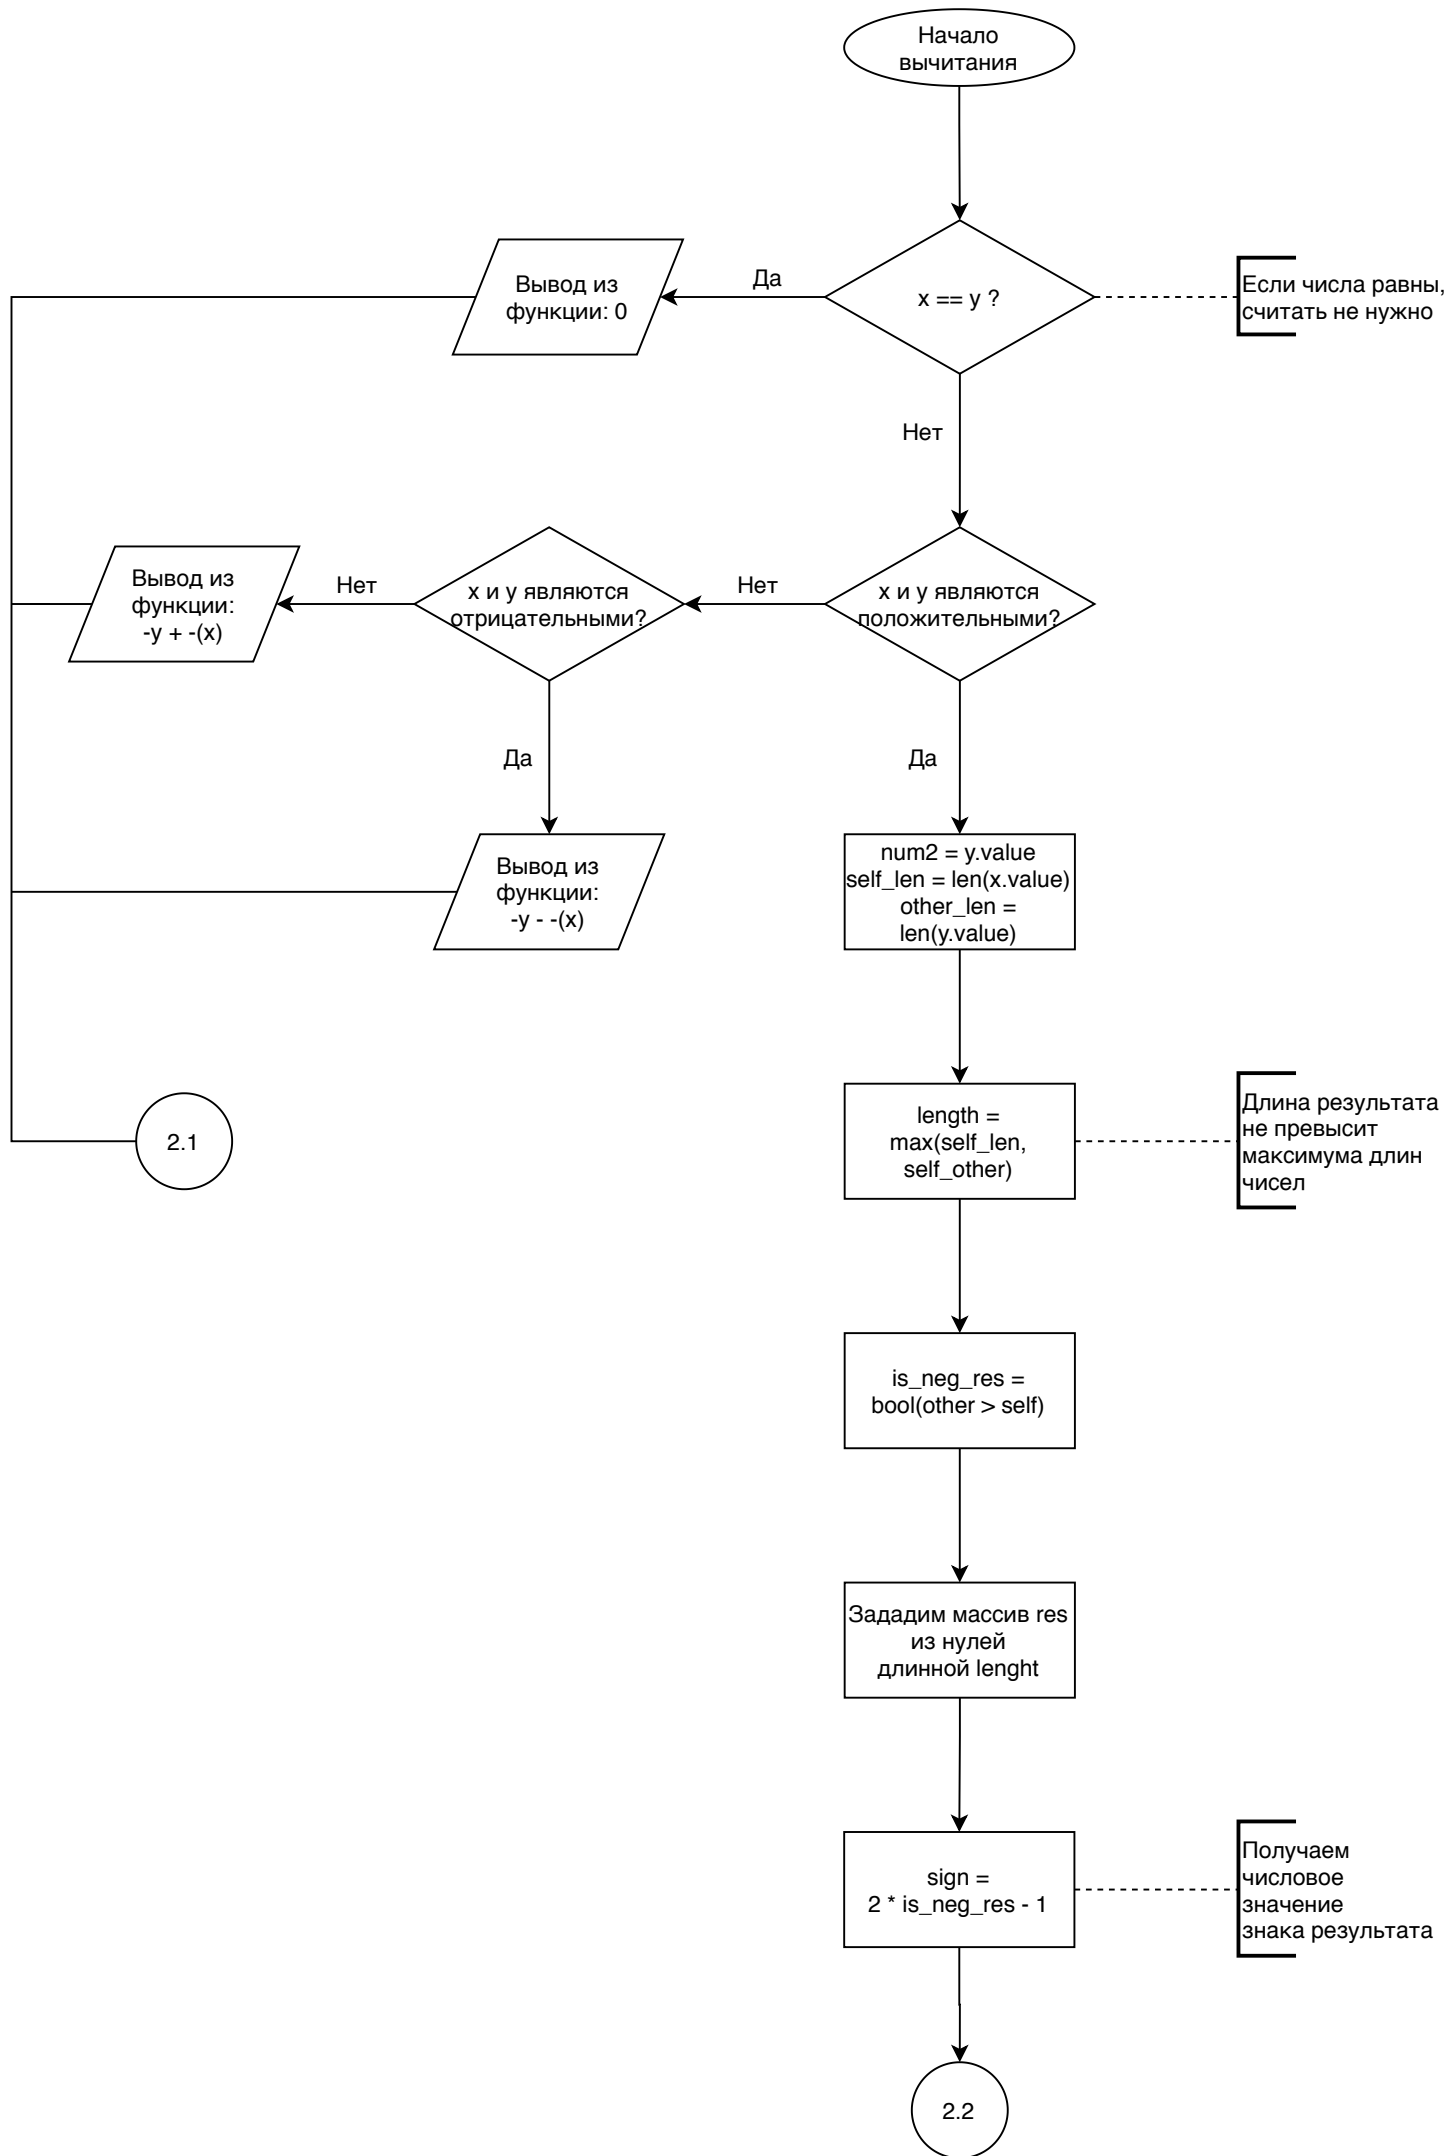 Начало
вычитания
Вывод из
функции: 0
Да
x == y ?
Если числа равны,
считать не нужно
Нет
Вывод из
функции:
-y + -(x)
Нет
x и y являются
отрицательными?
Нет
x и y являются
положительными?
Да
Да
Вывод из
функции:
-y - -(x)
num2 = y.value
self_len = len(x.value)
other_len =
len(y.value)
2.1
length =
max(self_len,
self_other)
Длина результата
не превысит
максимума длин
чисел
is_neg_res =
bool(other > self)
Зададим массив res
из нулей
длинной lenght
sign =
2 * is_neg_res - 1
Получаем
числовое
значение
знака результата
2.2